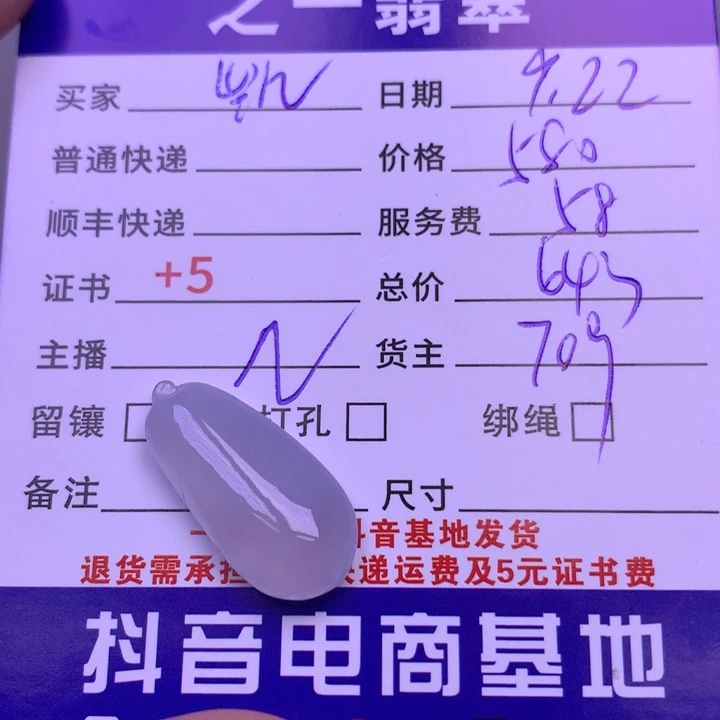 之一翡翠
买家 日期 9.22
普通快递 价格 580
顺丰快递 服务费 58
证书 +5 总价 643
主播 货主 709
留镶 打孔 绑绳
备注 尺寸
抖音基地发货
退货需承担 快递运费及5元证书费
抖音电商基地